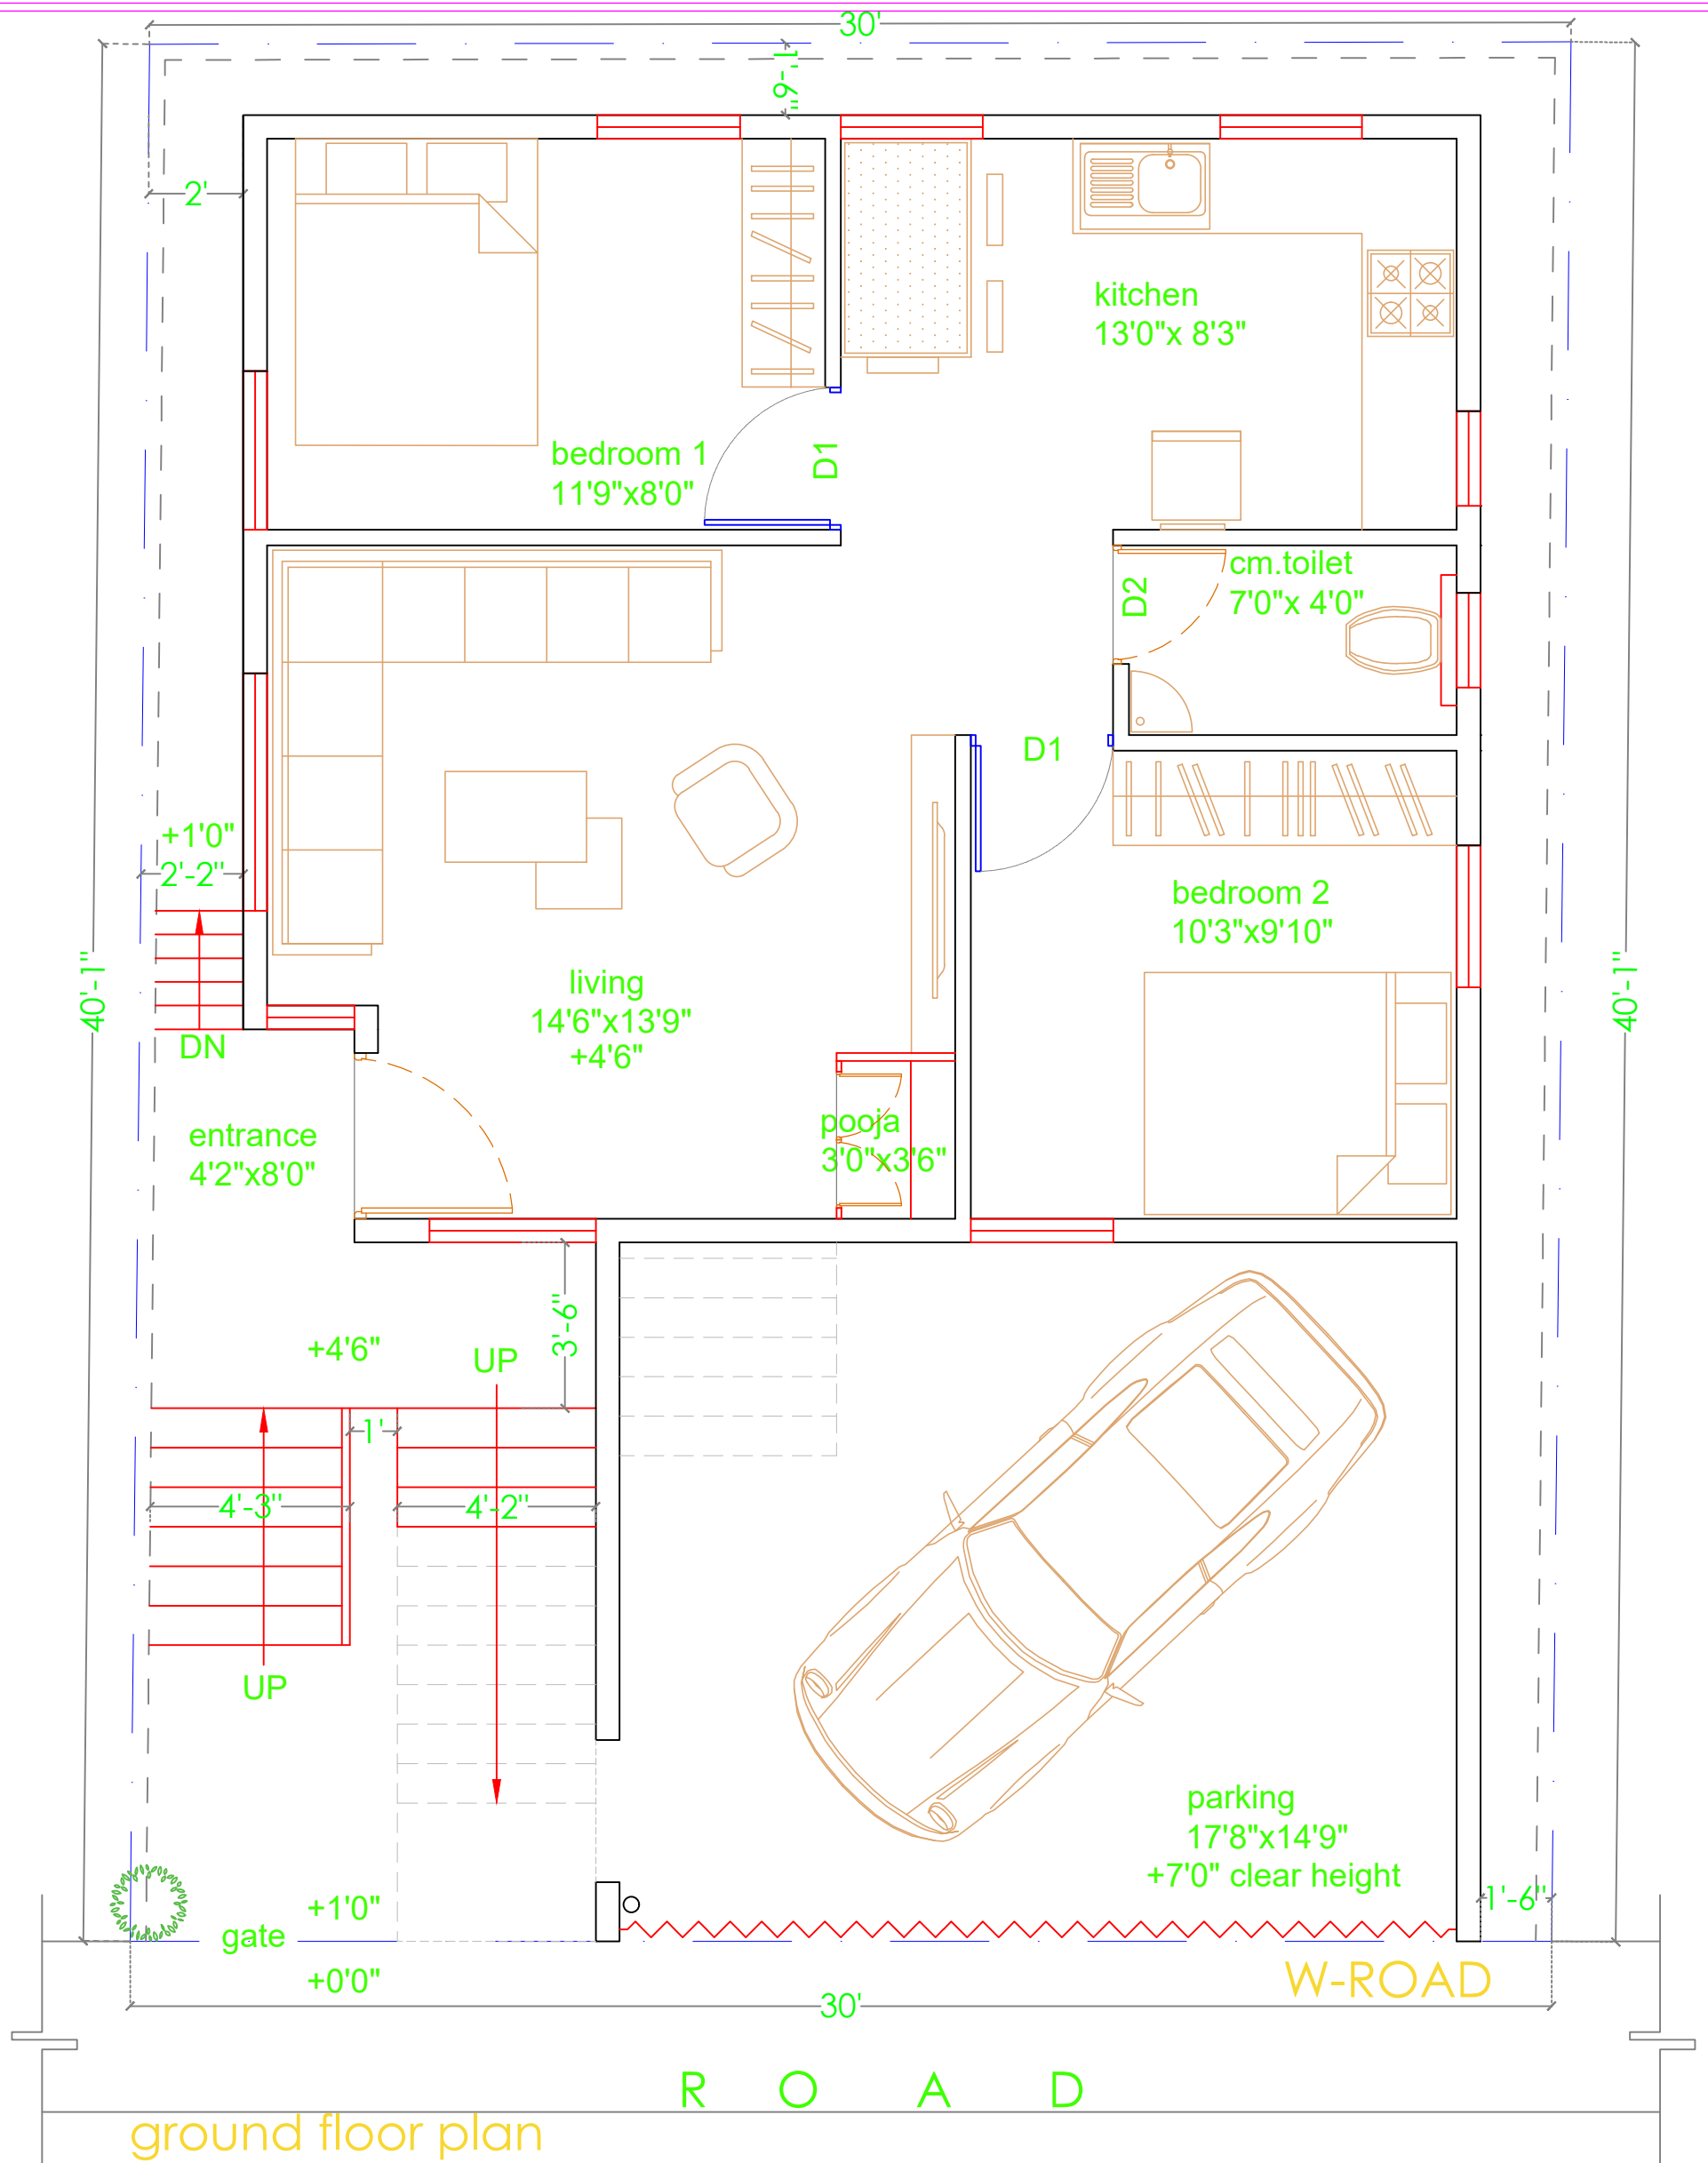 30'
1'-6"
2'
kitchen
13'0"x 8'3"
bedroom 1
11'9"x8'0"
D1
cm.toilet
7'0"x 4'0"
D2
D1
+1'0"
2'-2"
bedroom 2
10'3"x9'10"
40'-1"
40'-1"
living
14'6"x13'9"
+4'6"
DN
entrance
4'2"x8'0"
pooja
3'0"x3'6"
3'-6"
+4'6"
UP
1'
4'-3"
4'-2"
UP
parking
17'8"x14'9"
+7'0" clear height
1'-6"
+1'0"
gate
+0'0"
W-ROAD
30'
R O A D
ground floor plan